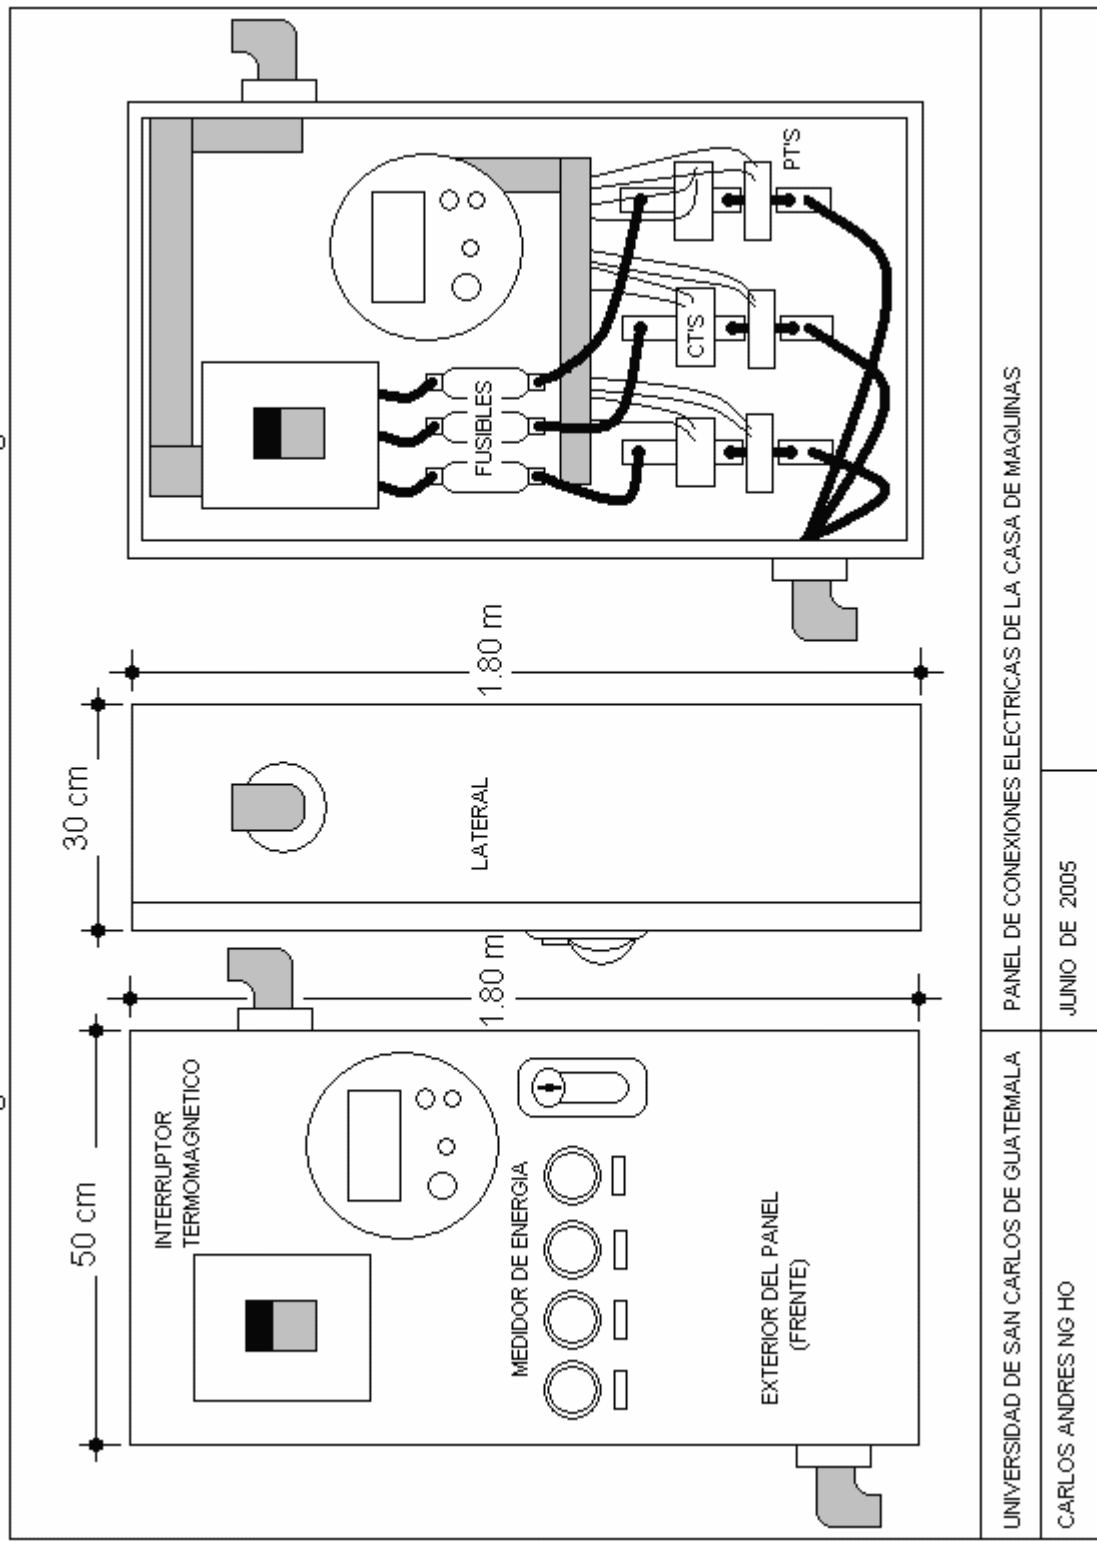 50 cm
INTERRUPTOR
TERMOMAGNETICO
MEDIDOR DE ENERGIA
EXTERIOR DEL PANEL
(FRENTE)
1.80 m
30 cm
LATERAL
1.80 m
FUSIBLES
CT'S
PT'S
UNIVERSIDAD DE SAN CARLOS DE GUATEMALA
PANEL DE CONEXIONES ELECTRICAS DE LA CASA DE MAQUINAS
CARLOS ANDRES NG HO
JUNIO DE 2005